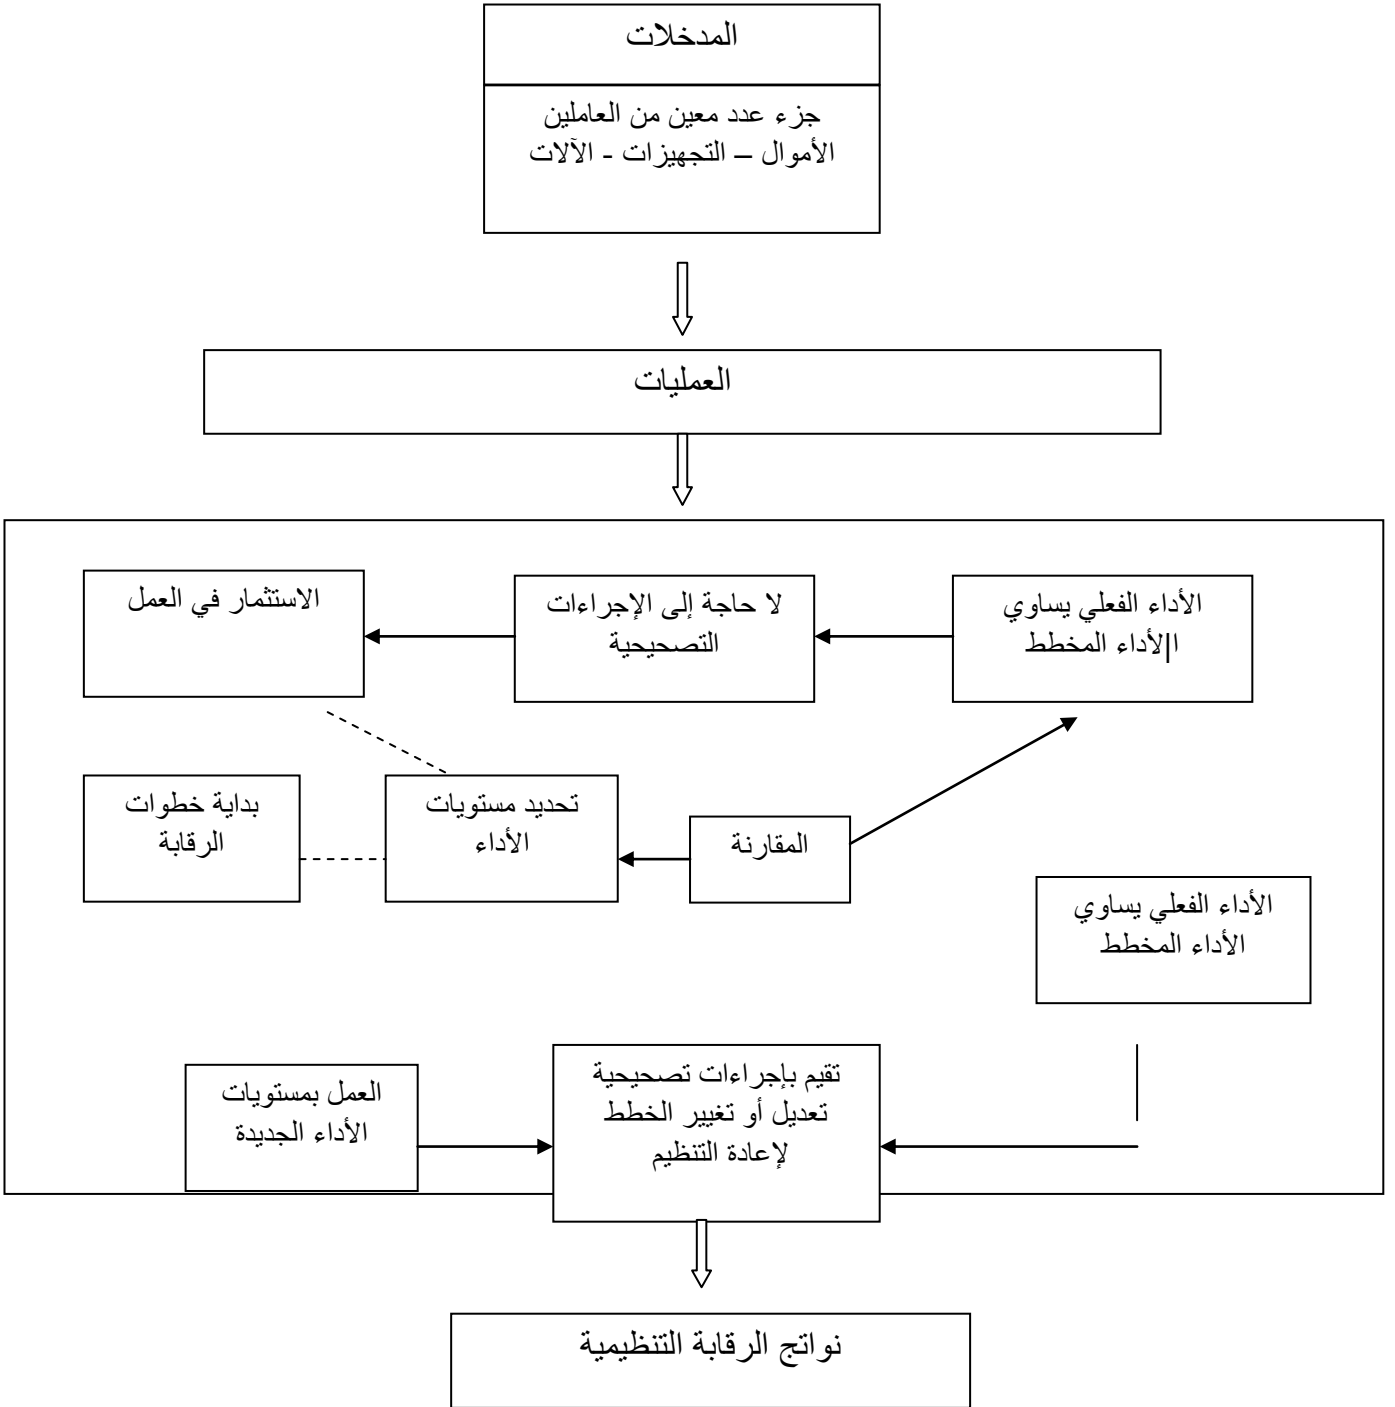 المدخلات
جزء عدد معين من العاملين
الأموال – التجهيزات - الآلات
العمليات
الأداء الفعلي يساوي
ا|لأداء المخطط
لا حاجة إلى الإجراءات
التصحيحية
الاستثمار في العمل
المقارنة
تحديد مستويات
الأداء
بداية خطوات
الرقابة
الأداء الفعلي يساوي
الأداء المخطط
تقيم بإجراءات تصحيحية
تعديل أو تغيير الخطط
لإعادة التنظيم
العمل بمستويات
الأداء الجديدة
نواتج الرقابة التنظيمية